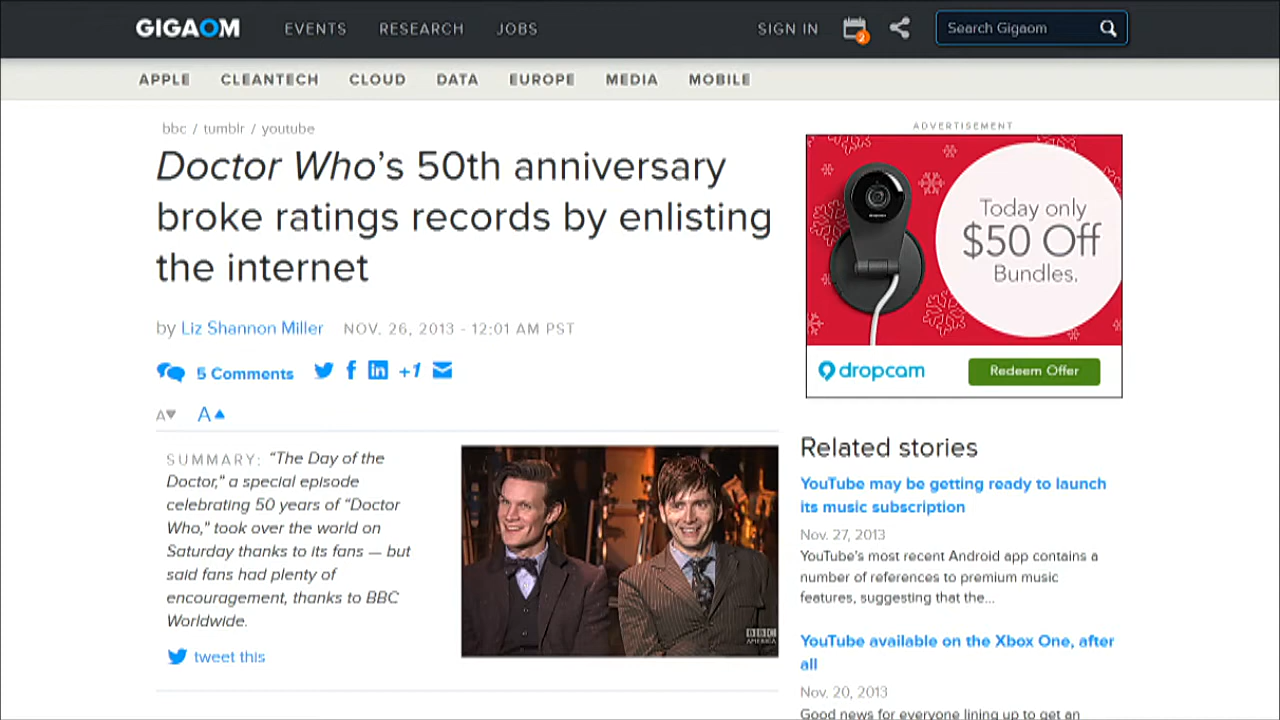 GIGAOM
EVENTS RESEARCH JOBS
SIGN IN
2
Search Gigaom
APPLE CLEANTECH CLOUD DATA EUROPE MEDIA MOBILE
bbc / tumblr / youtube
Doctor Who's 50th anniversary
broke ratings records by enlisting
the internet
by Liz Shannon Miller NOV. 26, 2013 - 12:01 AM PST
5 Comments f in +1
A▼ A▲
SUMMARY: “The Day of the
Doctor,” a special episode
celebrating 50 years of “Doctor
Who,” took over the world on
Saturday thanks to its fans — but
said fans had plenty of
encouragement, thanks to BBC
Worldwide.
tweet this
BBC
AMERICA
ADVERTISEMENT
Today only
$50 Off
Bundles.
dropcam
Redeem Offer
Related stories
YouTube may be getting ready to launch
its music subscription
Nov. 27, 2013
YouTube's most recent Android app contains a
number of references to premium music
features, suggesting that the...
YouTube available on the Xbox One, after
all
Nov. 20, 2013
Good news for everyone lining up to get an